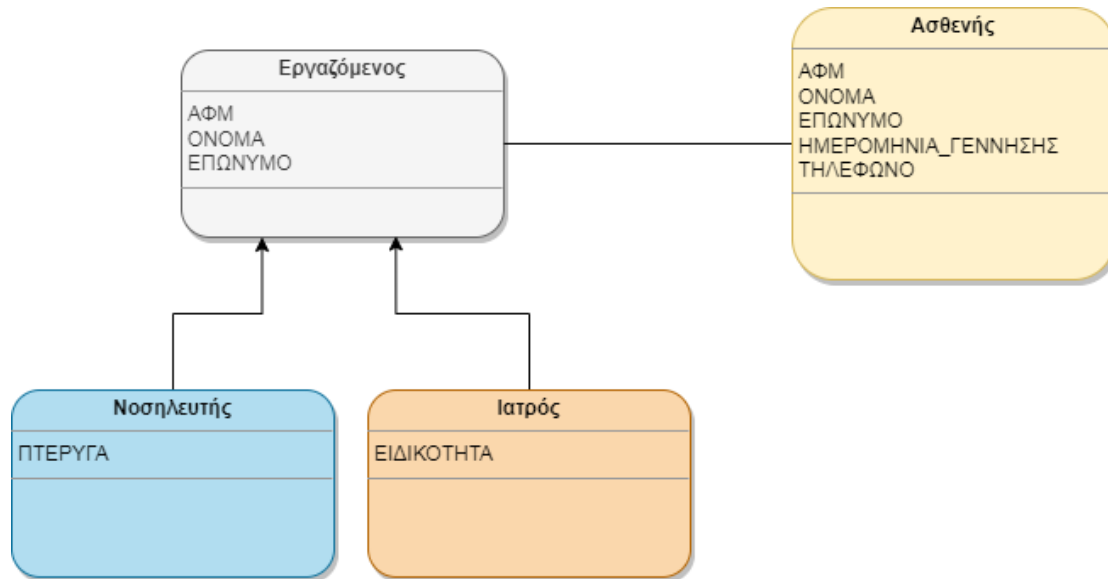 Εργαζόμενος
ΑΦΜ
ΟΝΟΜΑ
ΕΠΩΝΥΜΟ
Ασθενής
ΑΦΜ
ΟΝΟΜΑ
ΕΠΩΝΥΜΟ
ΗΜΕΡΟΜΗΝΙΑ_ΓΕΝΝΗΣΗΣ
ΤΗΛΕΦΩΝΟ
Νοσηλευτής
ΠΤΕΡΥΓΑ
Ιατρός
ΕΙΔΙΚΟΤΗΤΑ